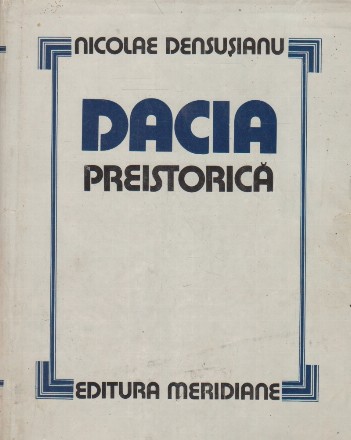 NICOLAE DENSUȘIANU
DACIA
PREISTORICĂ
EDITURA MERIDIANE